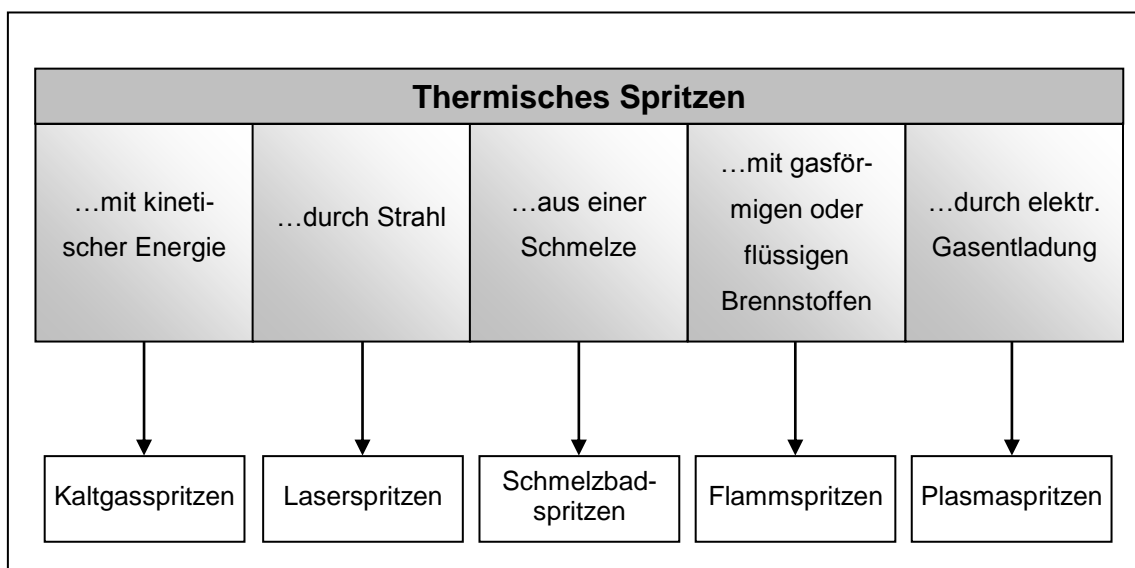 Thermisches Spritzen
…mit kineti-
scher Energie
…durch Strahl
…aus einer
Schmelze
…mit gasför-
migen oder
flüssigen
Brennstoffen
…durch elektr.
Gasentladung
Kaltgasspritzen
Laserspritzen
Schmelzbad-
spritzen
Flammspritzen
Plasmaspritzen